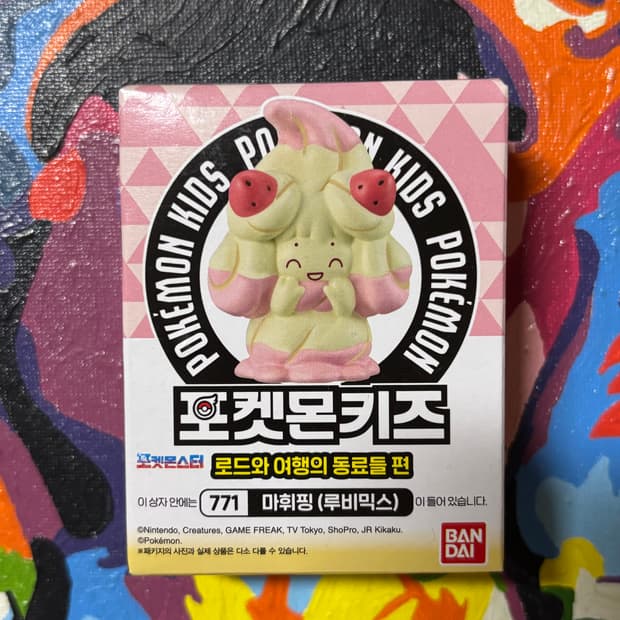 POKÉMON KIDS POKÉMON KIDS POKÉMON
포켓몬키즈
포켓몬스터 로드와 여행의 동료들 편
이 상자 안에는 771 마휘핑 (루비믹스) 이 들어 있습니다.
©Nintendo, Creatures, GAME FREAK, TV Tokyo, ShoPro, JR Kikaku.
©Pokémon.
※패키지의 사진과 실제 상품은 다소 다를 수 있습니다.
BAN
DAI